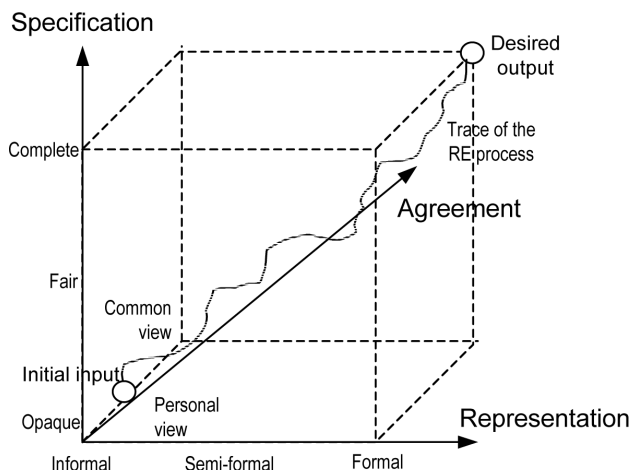 Specification
Desired
output
Complete
Trace of the
RE process
Agreement
Fair
Common
view
Initial input
Opaque
Personal
view
Representation
Informal
Semi-formal
Formal